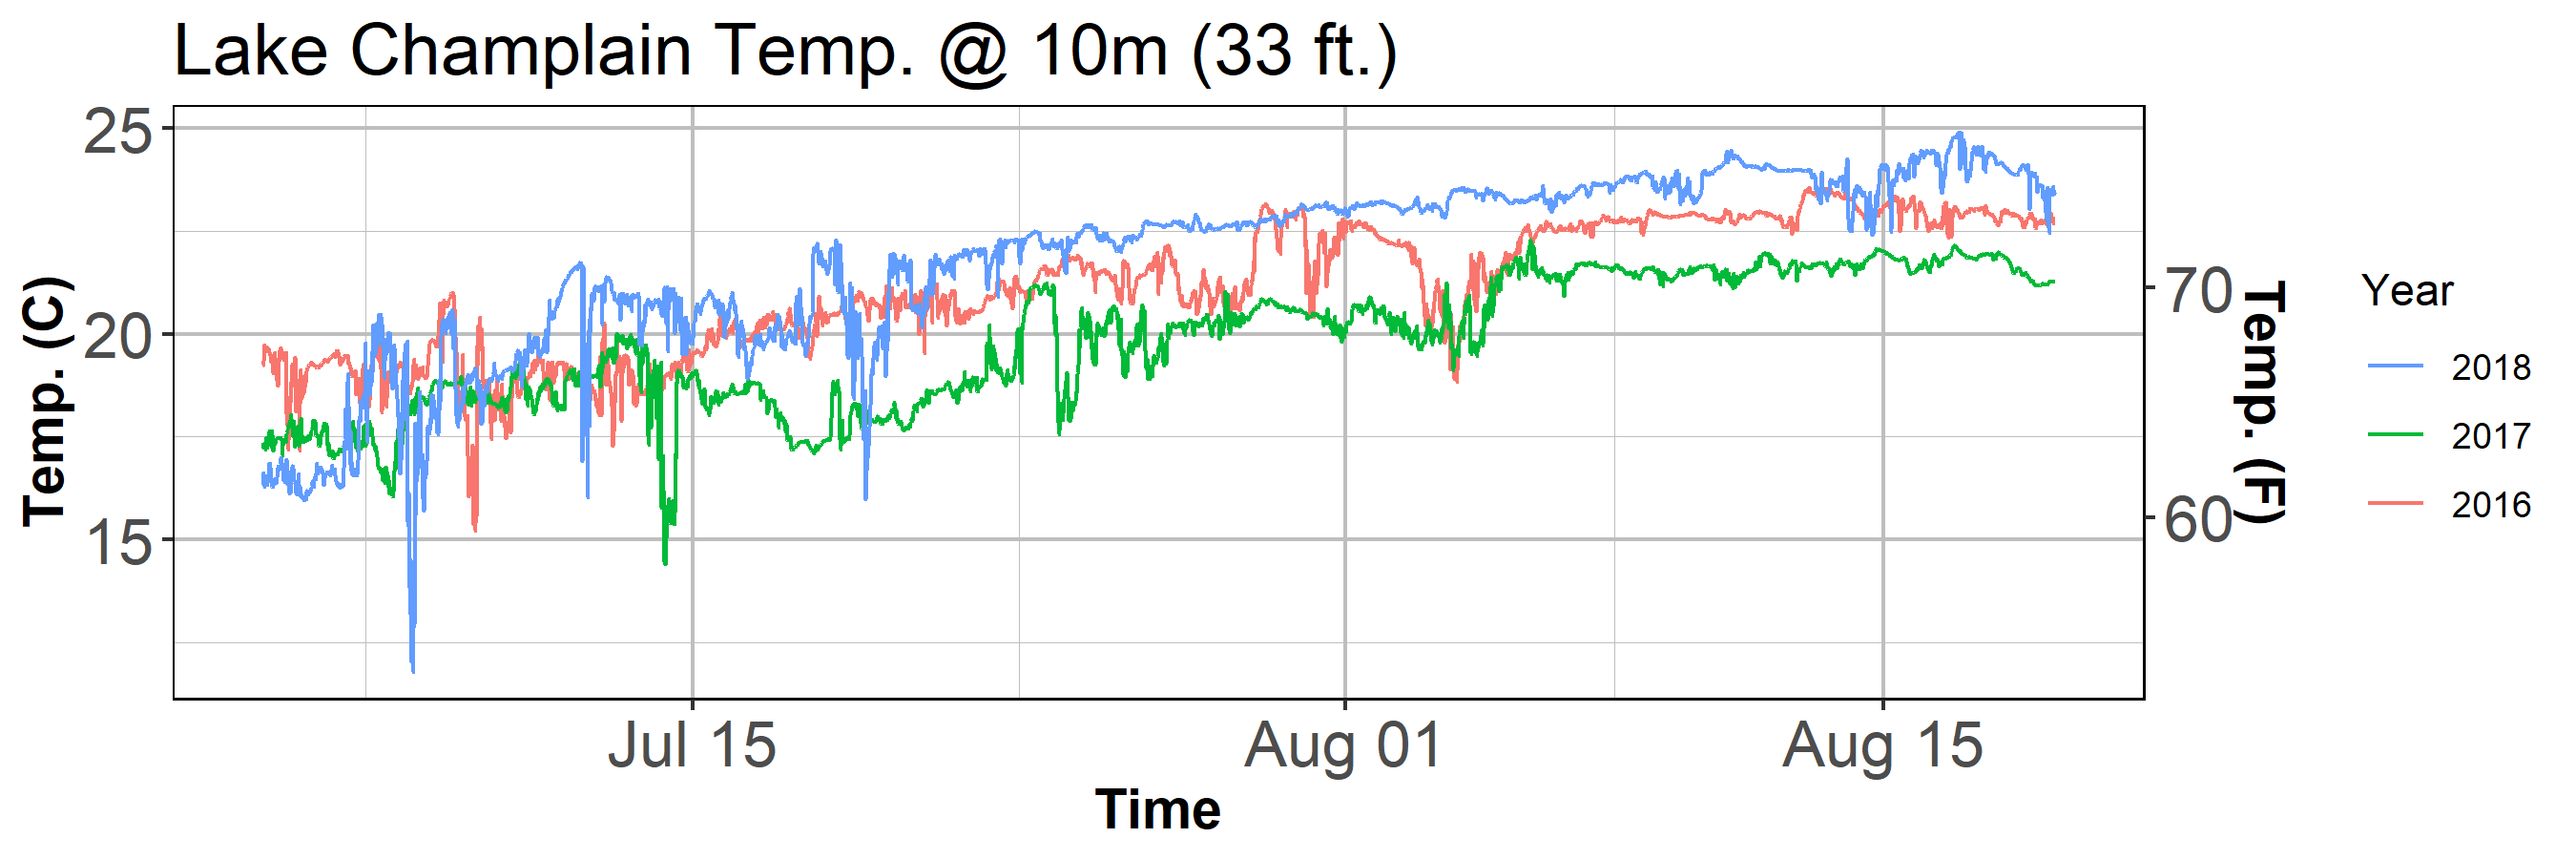 Lake Champlain Temp. @ 10m (33 ft.)
25
20
15
Temp. (C)
70
60
Temp. (F)
Jul 15
Aug 01
Aug 15
Time
Year
2018
2017
2016